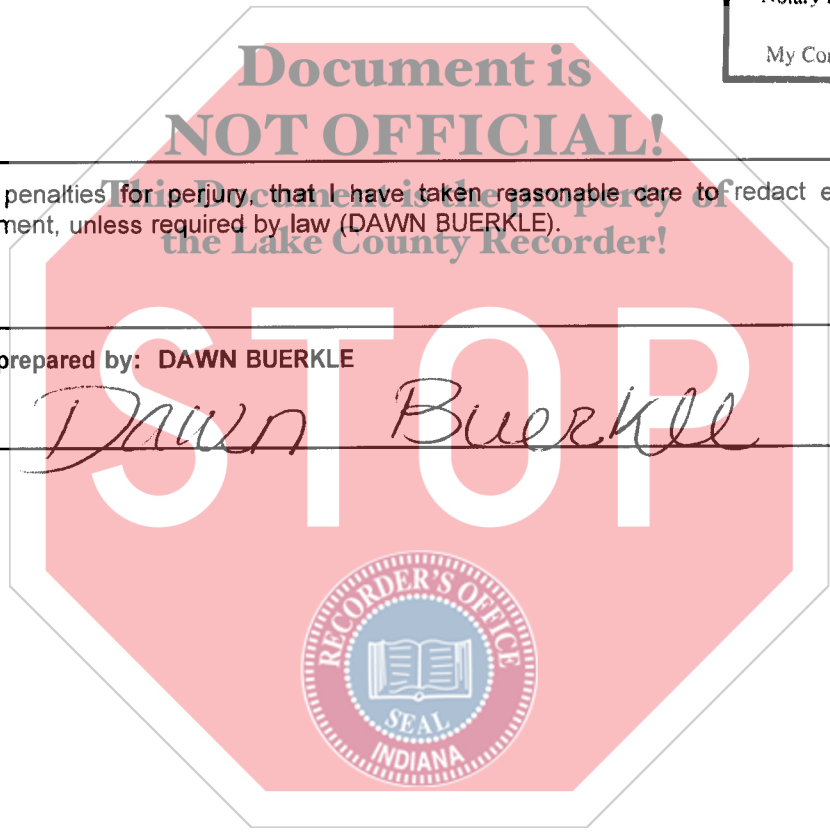 Notary
My Co
Document is
NOT OFFICIAL!
penalties for perjury, that I have taken reasonable care to redact e
This Document is the property of
ment, unless required by law (DAWN BUERKLE).
the Lake County Recorder!
STOP
prepared by: DAWN BUERKLE
Dawn Buerkle
RECORDER'S OFFICE
SEAL
INDIANA